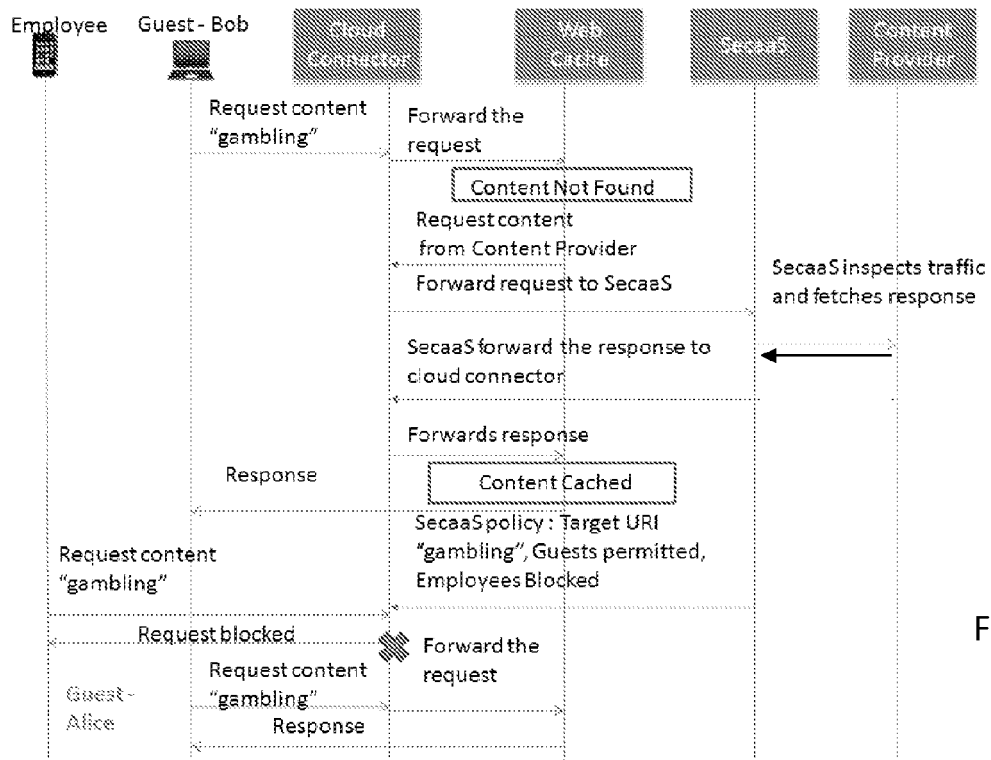 Employee
Guest - Bob
Cloud
Connector
Web
Cache
SecaaS
Content
Provider
Request content
"gambling"
Forward the
request
Content Not Found
Request content
from Content Provider
Forward request to SecaaS
SecaaS inspects traffic
and fetches response
SecaaS forward the response to
cloud connector
Forwards response
Response
Content Cached
SecaaS policy : Target URI
"gambling", Guests permitted,
Employees Blocked
Request content
"gambling"
Request blocked
Forward the
request
F
Request content
"gambling"
Guest -
Alice
Response